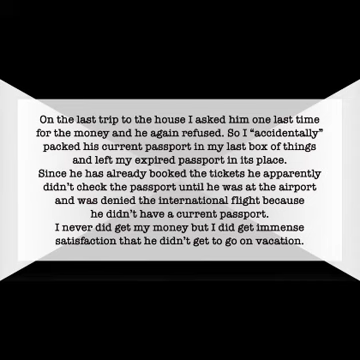 On the last trip to the house I asked him one last time
for the money and he again refused. So I “accidentally”
packed his current passport in my last box of things
and left my expired passport in its place.
Since he has already booked the tickets he apparently
didn’t check the passport until he was at the airport
and was denied the international flight because
he didn’t have a current passport.
I never did get my money but I did get immense
satisfaction that he didn’t get to go on vacation.